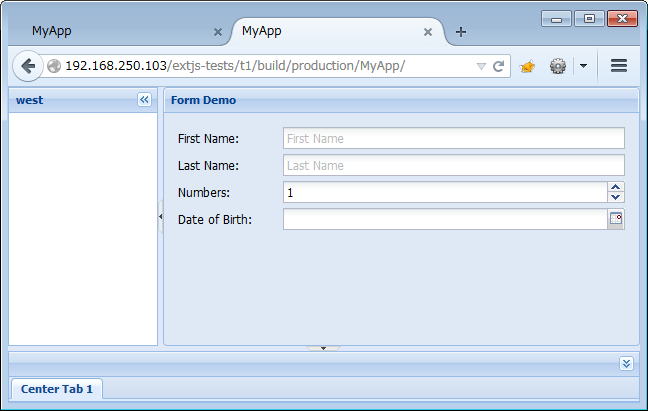 MyApp
MyApp
192.168.250.103/extjs-tests/t1/build/production/MyApp/
west
Form Demo
First Name:
First Name
Last Name:
Last Name
Numbers:
1
Date of Birth:
Center Tab 1